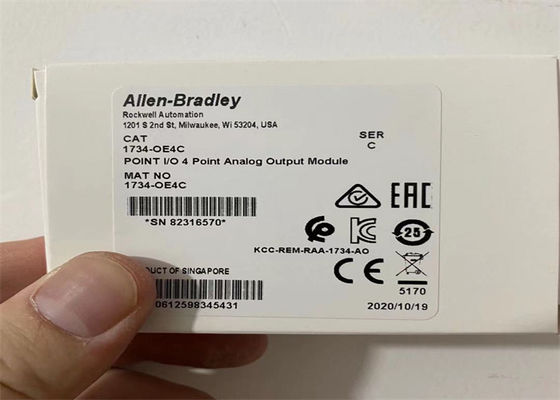 Allen-Bradley
Rockwell Automation
1201 S 2nd St, Milwaukee, Wi 53204, USA
CAT
1734-OE4C
SER
C
POINT I/O 4 Point Analog Output Module
MAT NO
1734-OE4C
*SN 82316570*
EAC
25
KCC-REM-RAA-1734-AO
CE
OF SINGAPORE
5170
0612598345431
2020/10/19